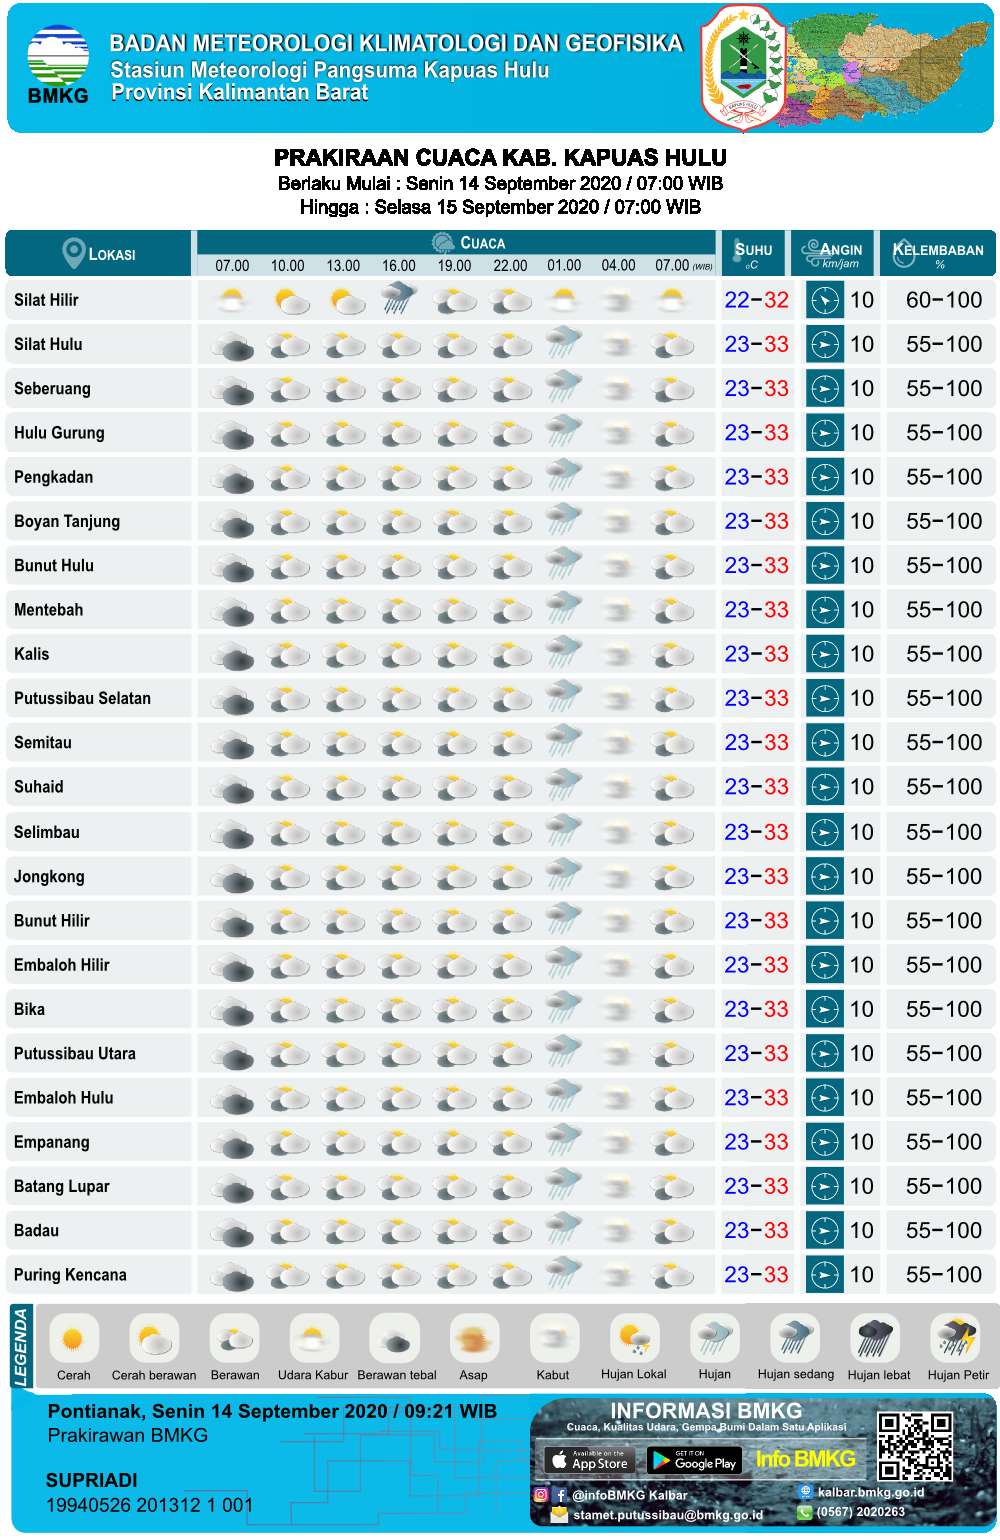 BMKG
BADAN METEOROLOGI KLIMATOLOGI DAN GEOFISIKA
Stasiun Meteorologi Pangsuma Kapuas Hulu
Provinsi Kalimantan Barat
KAPUAS HULU
PRAKIRAAN CUACA KAB. KAPUAS HULU
Berlaku Mulai : Senin 14 September 2020 / 07:00 WIB
Hingga : Selasa 15 September 2020 / 07:00 WIB
LOKASI CUACA SUHU °C ANGIN km/jam KELEMBABAN %
07.00 10.00 13.00 16.00 19.00 22.00 01.00 04.00 07.00 (WIB)
Silat Hilir 22-32 10 60-100
Silat Hulu 23-33 10 55-100
Seberuang 23-33 10 55-100
Hulu Gurung 23-33 10 55-100
Pengkadan 23-33 10 55-100
Boyan Tanjung 23-33 10 55-100
Bunut Hulu 23-33 10 55-100
Mentebah 23-33 10 55-100
Kalis 23-33 10 55-100
Putussibau Selatan 23-33 10 55-100
Semitau 23-33 10 55-100
Suhaid 23-33 10 55-100
Selimbau 23-33 10 55-100
Jongkong 23-33 10 55-100
Bunut Hilir 23-33 10 55-100
Embaloh Hilir 23-33 10 55-100
Bika 23-33 10 55-100
Putussibau Utara 23-33 10 55-100
Embaloh Hulu 23-33 10 55-100
Empanang 23-33 10 55-100
Batang Lupar 23-33 10 55-100
Badau 23-33 10 55-100
Puring Kencana 23-33 10 55-100
LEGENDA
Cerah Cerah berawan Berawan Udara Kabur Berawan tebal Asap Kabut Hujan Lokal Hujan Hujan sedang Hujan lebat Hujan Petir
Pontianak, Senin 14 September 2020 / 09:21 WIB
Prakirawan BMKG
SUPRIADI
19940526 201312 1 001
INFORMASI BMKG
Cuaca, Kualitas Udara, Gempa Bumi Dalam Satu Aplikasi
Available on the App Store
GET IT ON Google Play
Info BMKG
@infoBMKG Kalbar
kalbar.bmkg.go.id
stamet.putussibau@bmkg.go.id
(0567) 2020263